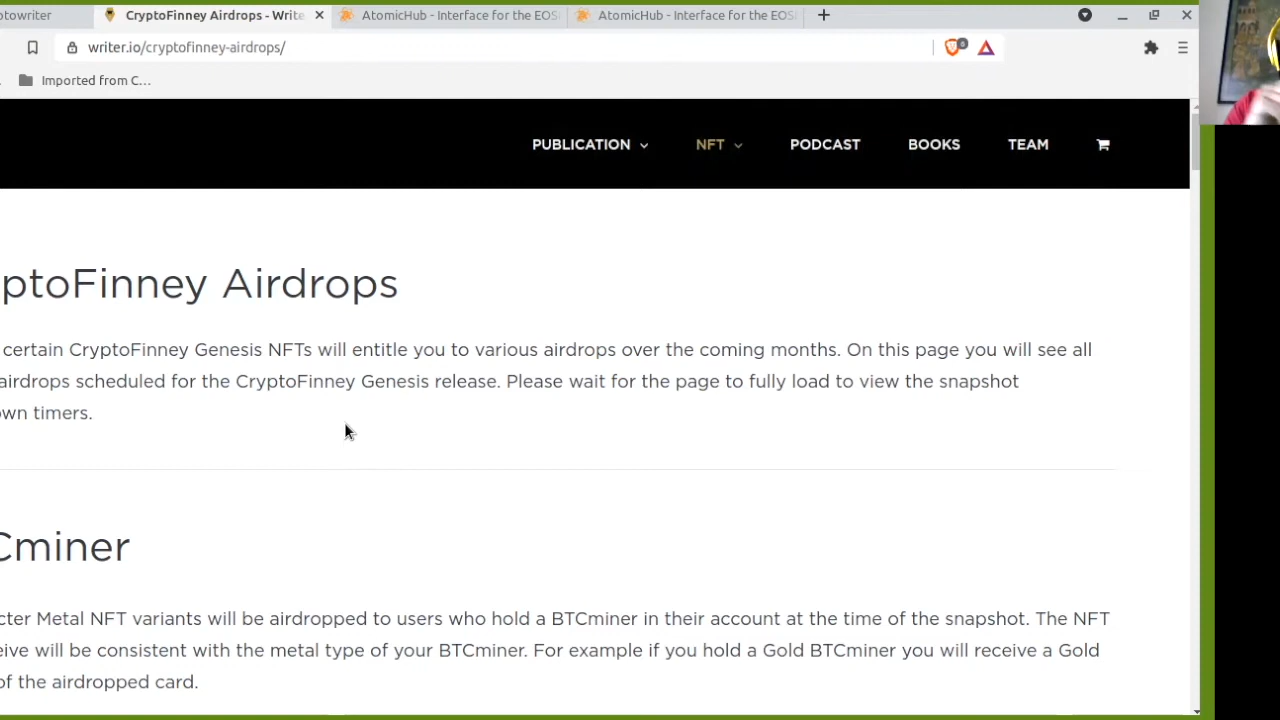 ptowriter CryptoFinney Airdrops - Write AtomicHub - Interface for the EOS AtomicHub - Interface for the EOS
writer.io/cryptofinney-airdrops/ 6
Imported from C...
PUBLICATION NFT PODCAST BOOKS TEAM
ptoFinney Airdrops
certain CryptoFinney Genesis NFTs will entitle you to various airdrops over the coming months. On this page you will see all
airdrops scheduled for the CryptoFinney Genesis release. Please wait for the page to fully load to view the snapshot
own timers.
Cminer
cter Metal NFT variants will be airdropped to users who hold a BTCminer in their account at the time of the snapshot. The NFT
eive will be consistent with the metal type of your BTCminer. For example if you hold a Gold BTCminer you will receive a Gold
of the airdropped card.